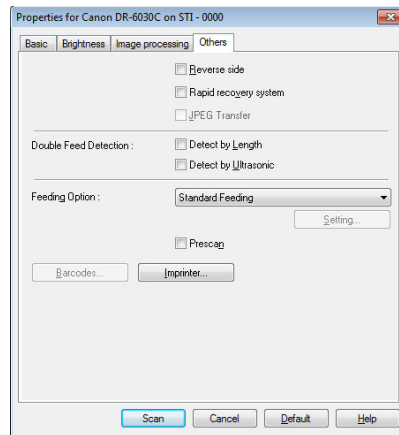 Properties for Canon DR-6030C on STI - 0000
Basic Brightness Image processing Others
Reverse side
Rapid recovery system
JPEG Transfer
Double Feed Detection : Detect by Length
Detect by Ultrasonic
Feeding Option : Standard Feeding
Setting...
Prescan
Barcodes... Imprinter...
Scan Cancel Default Help